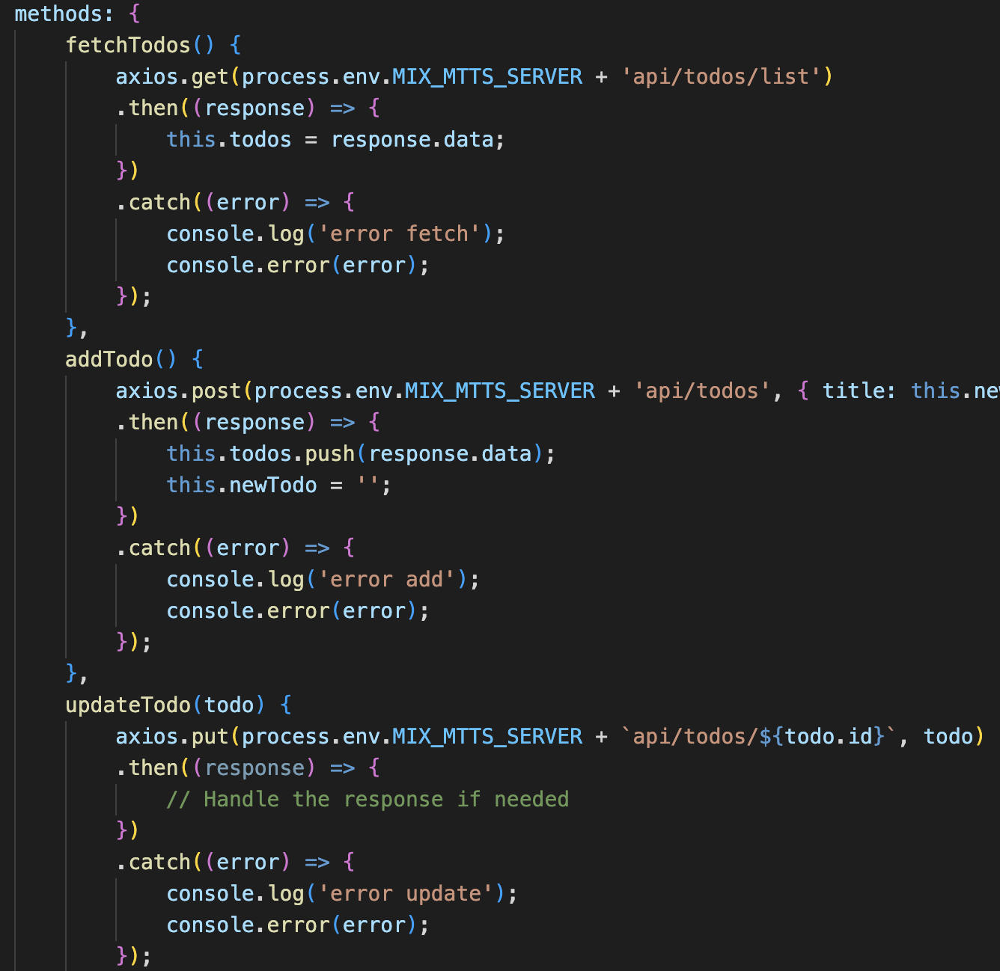 methods: {
fetchTodos() {
axios.get(process.env.MIX_MTTS_SERVER + 'api/todos/list')
.then((response) => {
this.todos = response.data;
})
.catch((error) => {
console.log('error fetch');
console.error(error);
});
},
addTodo() {
axios.post(process.env.MIX_MTTS_SERVER + 'api/todos', { title: this.ne
.then((response) => {
this.todos.push(response.data);
this.newTodo = '';
})
.catch((error) => {
console.log('error add');
console.error(error);
});
},
updateTodo(todo) {
axios.put(process.env.MIX_MTTS_SERVER + `api/todos/${todo.id}`, todo)
.then((response) => {
// Handle the response if needed
})
.catch((error) => {
console.log('error update');
console.error(error);
});